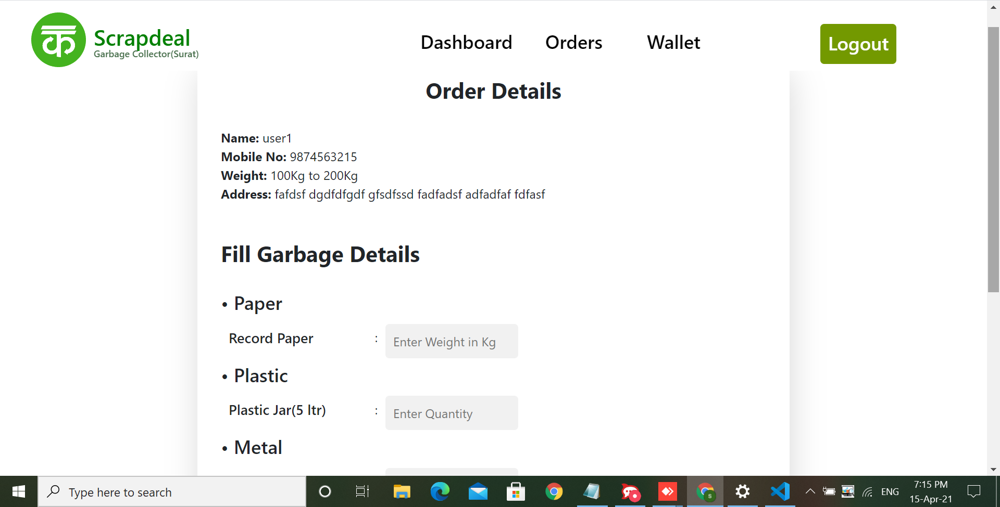 क
Scrapdeal
Garbage Collector(Surat)
Dashboard Orders Wallet
Logout
Order Details
Name: user1
Mobile No: 9874563215
Weight: 100Kg to 200Kg
Address: fafdsf dgdfdfgdf gfsdfssd fadfadsf adfadfaf fdfasf
Fill Garbage Details
• Paper
Record Paper : Enter Weight in Kg
• Plastic
Plastic Jar(5 ltr) : Enter Quantity
• Metal
Type here to search
ENG
7:15 PM
15-Apr-21